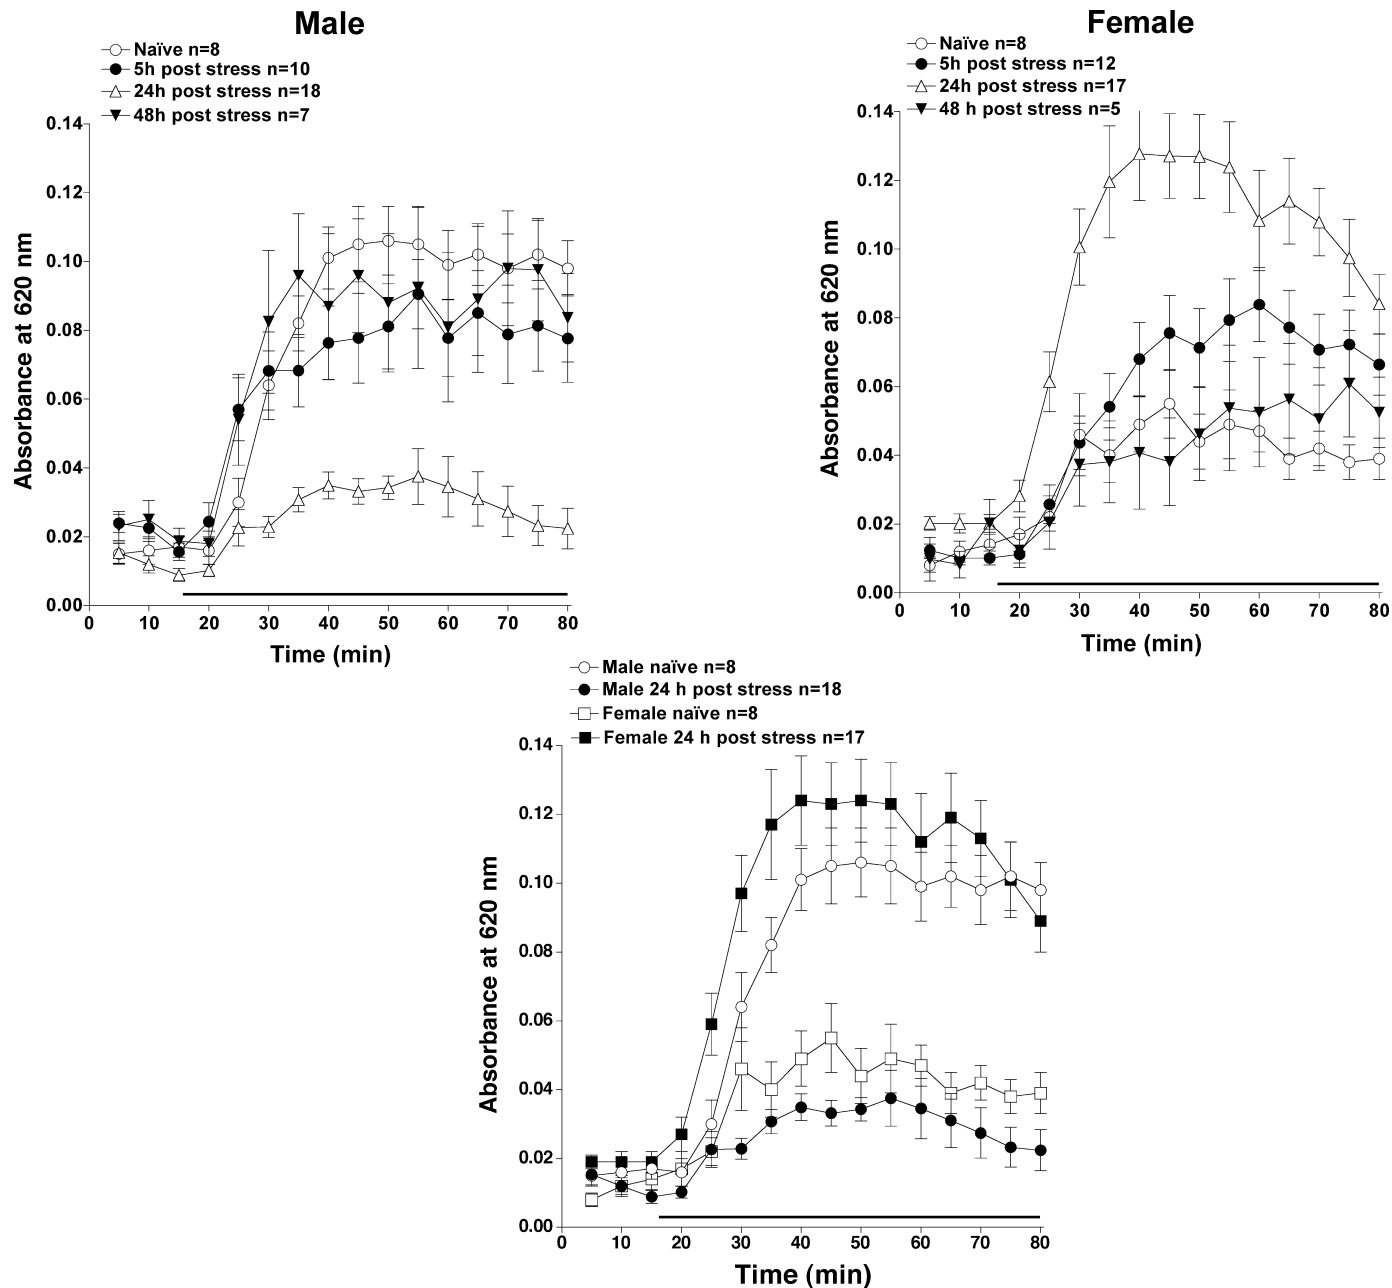 Male
Naïve n=8
5h post stress n=10
24h post stress n=18
48h post stress n=7
0.14
0.12
0.10
0.08
0.06
0.04
0.02
0.00
Absorbance at 620 nm
0 10 20 30 40 50 60 70 80
Time (min)
Female
Naïve n=8
5h post stress n=12
24h post stress n=17
48 h post stress n=5
0.14
0.12
0.10
0.08
0.06
0.04
0.02
0.00
Absorbance at 620 nm
0 10 20 30 40 50 60 70 80
Time (min)
Male naïve n=8
Male 24 h post stress n=18
Female naïve n=8
Female 24 h post stress n=17
0.14
0.12
0.10
0.08
0.06
0.04
0.02
0.00
Absorbance at 620 nm
0 10 20 30 40 50 60 70 80
Time (min)